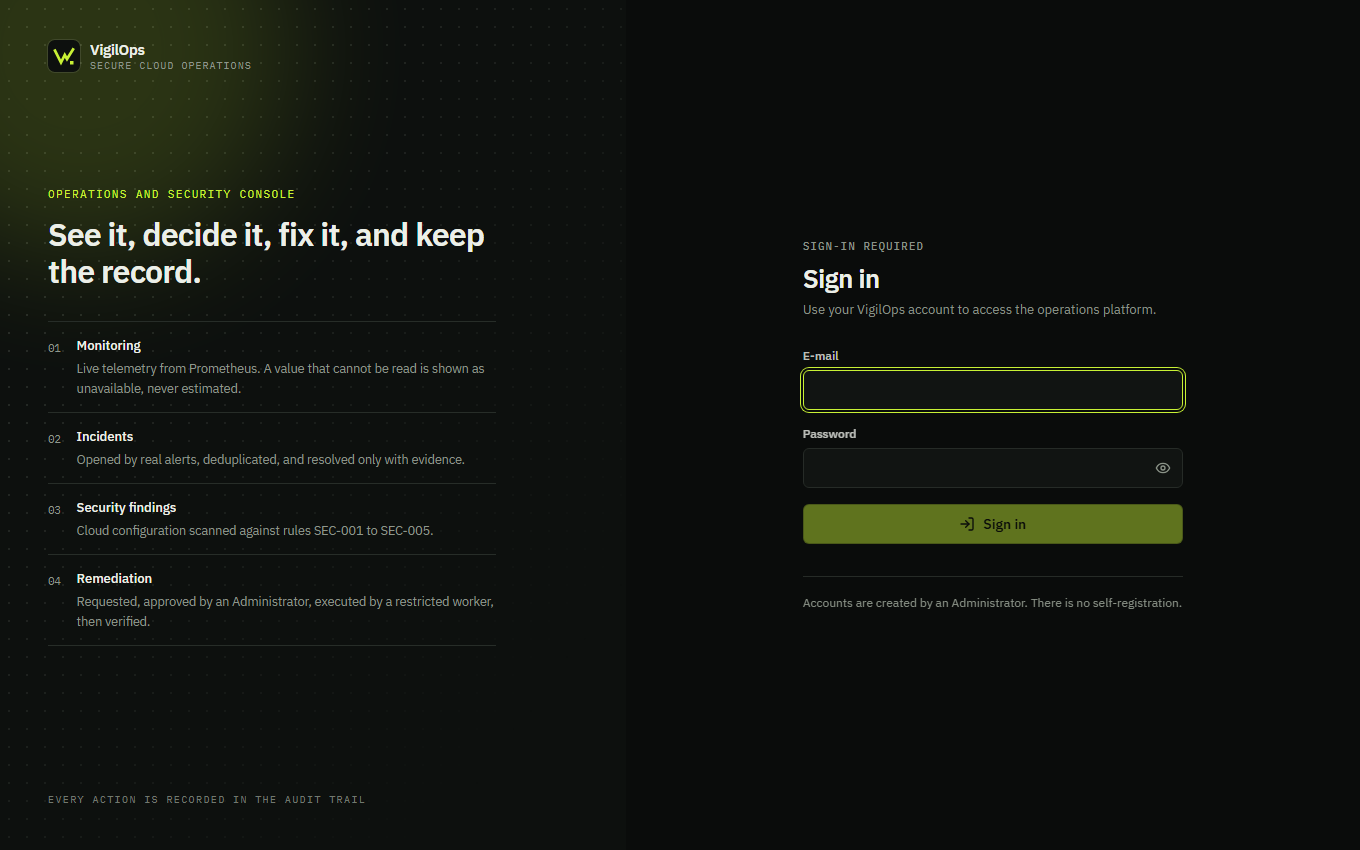 VigilOps
SECURE CLOUD OPERATIONS
OPERATIONS AND SECURITY CONSOLE
See it, decide it, fix it, and keep
the record.
01 Monitoring
Live telemetry from Prometheus. A value that cannot be read is shown as
unavailable, never estimated.
02 Incidents
Opened by real alerts, deduplicated, and resolved only with evidence.
03 Security findings
Cloud configuration scanned against rules SEC-001 to SEC-005.
04 Remediation
Requested, approved by an Administrator, executed by a restricted worker,
then verified.
EVERY ACTION IS RECORDED IN THE AUDIT TRAIL
SIGN-IN REQUIRED
Sign in
Use your VigilOps account to access the operations platform.
E-mail
Password
Sign in
Accounts are created by an Administrator. There is no self-registration.